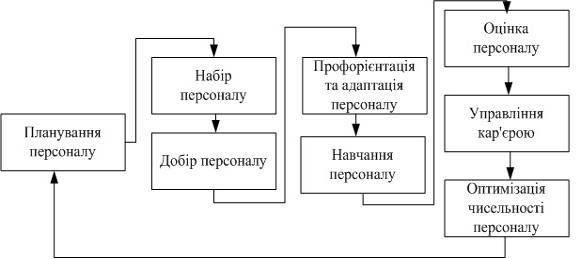 Планування
персоналу
Набір
персоналу
Добір персоналу
Профорієнтація
та адаптація
персоналу
Навчання
персоналу
Оцінка
персоналу
Управління
кар'єрою
Оптимізація
чисельності
персоналу